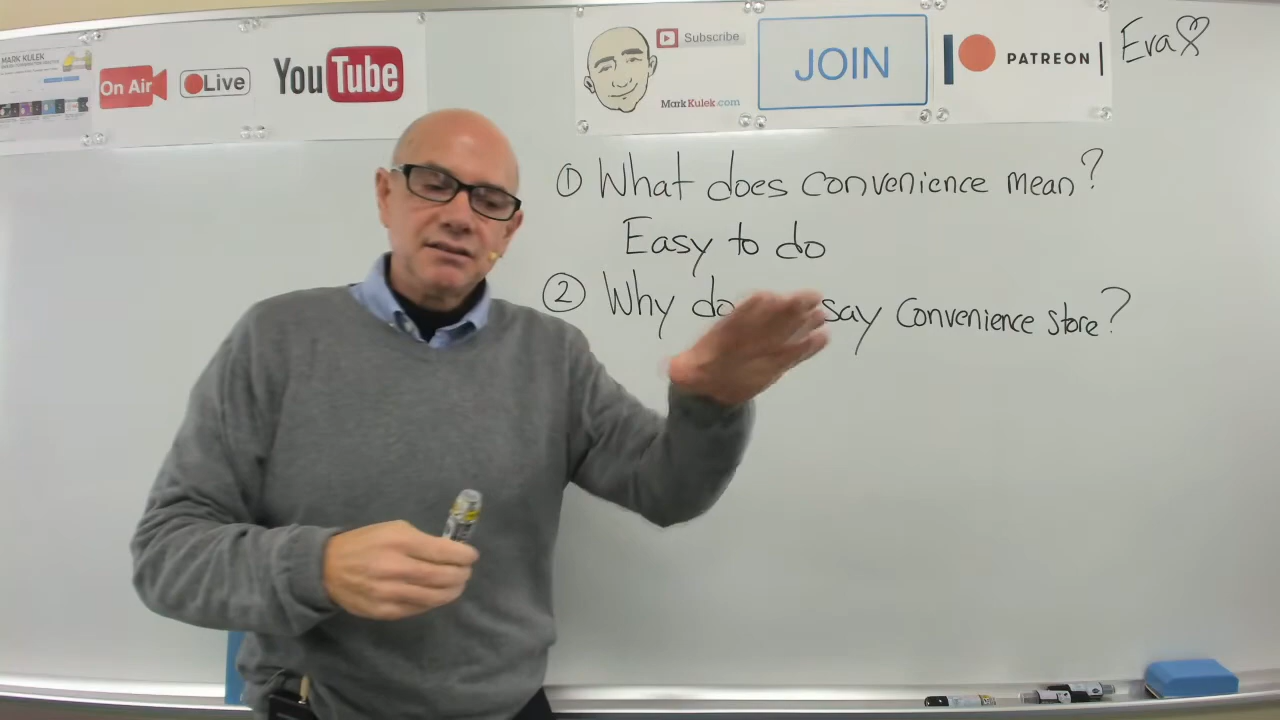 MARK KULEK
On Air
Live
YouTube
Subscribe
MarkKulek.com
JOIN
PATREON
Eva
① What does convenience mean?
Easy to do
② Why do say convenience store?